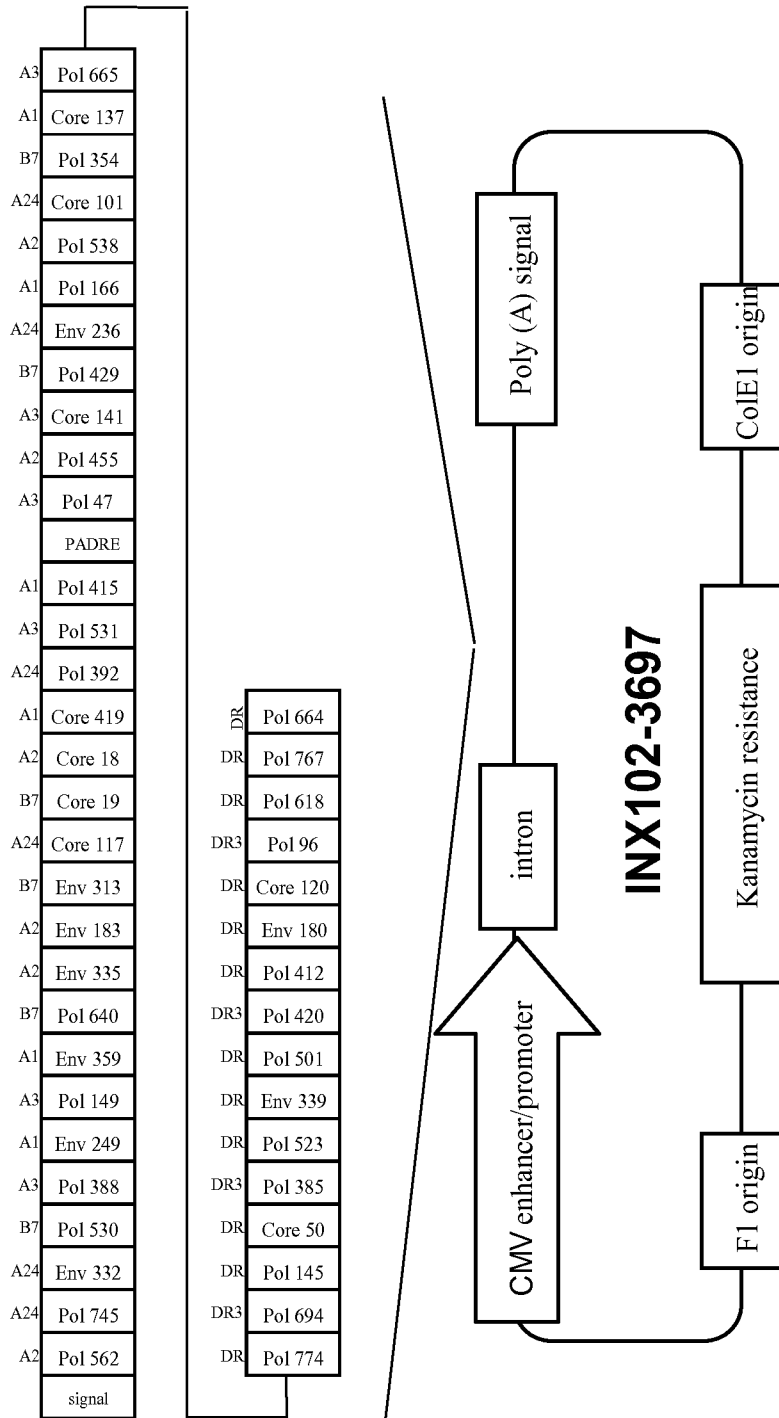 A3 Pol 665
A1 Core 137
B7 Pol 354
A24 Core 101
A2 Pol 538
A1 Pol 166
A24 Env 236
B7 Pol 429
A3 Core 141
A2 Pol 455
A3 Pol 47
PADRE
A1 Pol 415
A3 Pol 531
A24 Pol 392
A1 Core 419
A2 Core 18
B7 Core 19
A24 Core 117
B7 Env 313
A2 Env 183
A2 Env 335
B7 Pol 640
A1 Env 359
A3 Pol 149
A1 Env 249
A3 Pol 388
B7 Pol 530
A24 Env 332
A24 Pol 745
A2 Pol 562
signal
DR Pol 664
DR Pol 767
DR Pol 618
DR3 Pol 96
DR Core 120
DR Env 180
DR Pol 412
DR3 Pol 420
DR Pol 501
DR Env 339
DR Pol 523
DR3 Pol 385
DR Core 50
DR Pol 145
DR3 Pol 694
DR Pol 774
CMV enhancer/promoter
intron
Poly (A) signal
INX102-3697
F1 origin
Kanamycin resistance
ColE1 origin